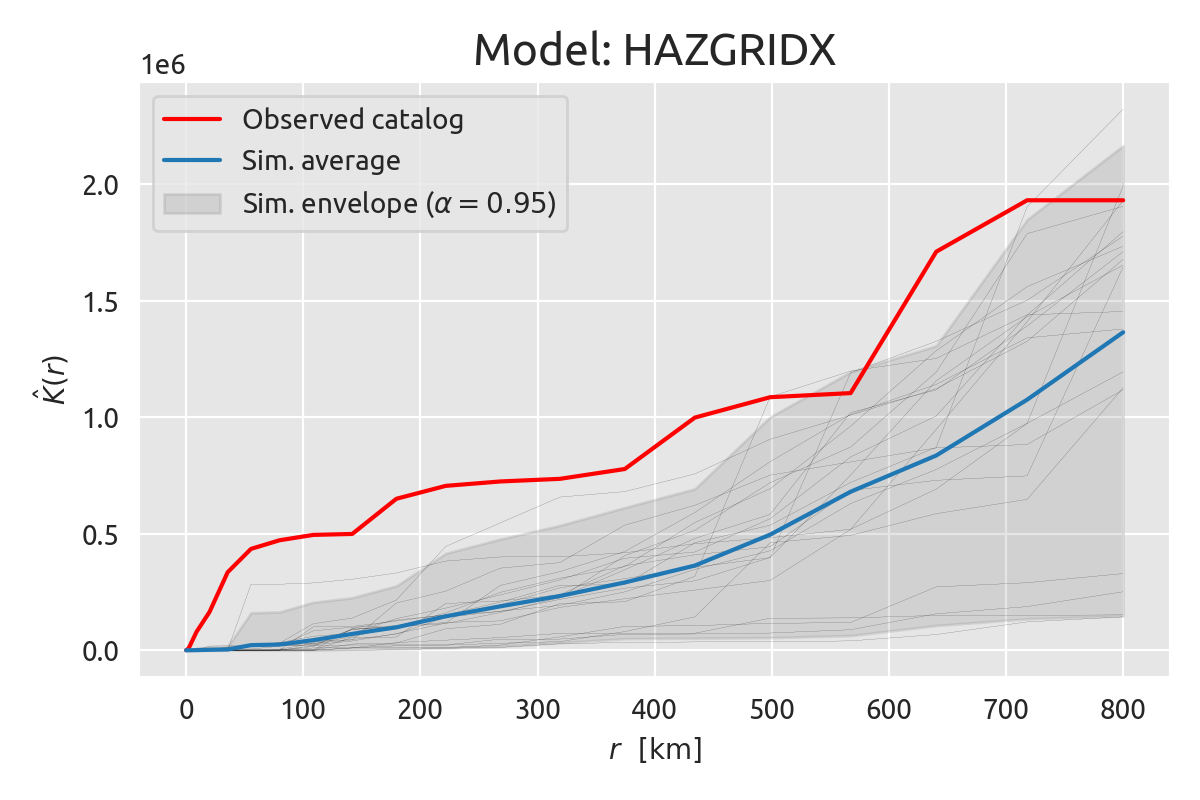 Model: HAZGRIDX
1e6
Observed catalog
Sim. average
Sim. envelope (α = 0.95)
2.0
1.5
1.0
0.5
0.0
K̂(r)
0 100 200 300 400 500 600 700 800
r [km]